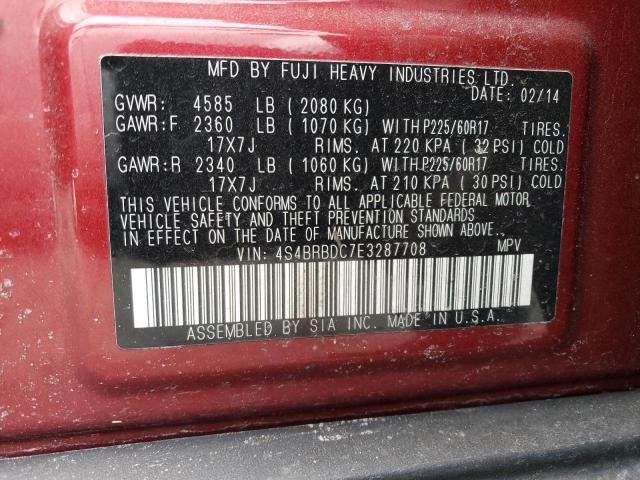 MFD BY FUJI HEAVY INDUSTRIES LTD.
DATE: 02/14
GVWR: 4585 LB (2080 KG)
GAWR:F 2360 LB (1070 KG) WITH P225/60R17 TIRES.
17X7J RIMS. AT 220 KPA (32 PSI) COLD
GAWR:R 2340 LB (1060 KG) WITH P225/60R17 TIRES.
17X7J RIMS. AT 210 KPA (30 PSI) COLD
THIS VEHICLE CONFORMS TO ALL APPLICABLE FEDERAL MOTOR
VEHICLE SAFETY AND THEFT PREVENTION STANDARDS IN EFFECT
ON THE DATE OF MANUFACTURE SHOWN ABOVE.
VIN: 4S4BRBDC7E3287708 MPV
ASSEMBLED BY SIA INC. MADE IN U.S.A.